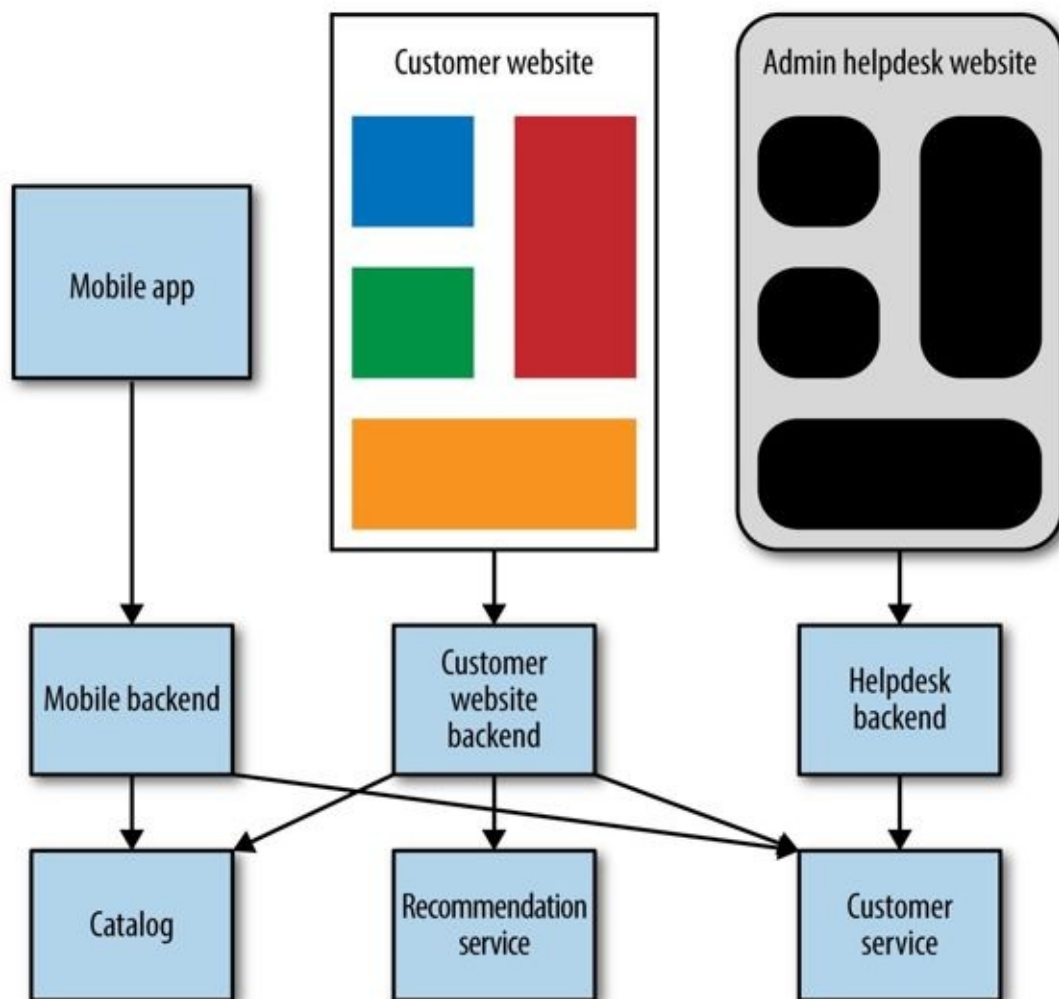 Customer website
Admin helpdesk website
Mobile app
Mobile backend
Customer
website
backend
Helpdesk
backend
Catalog
Recommendation
service
Customer
service